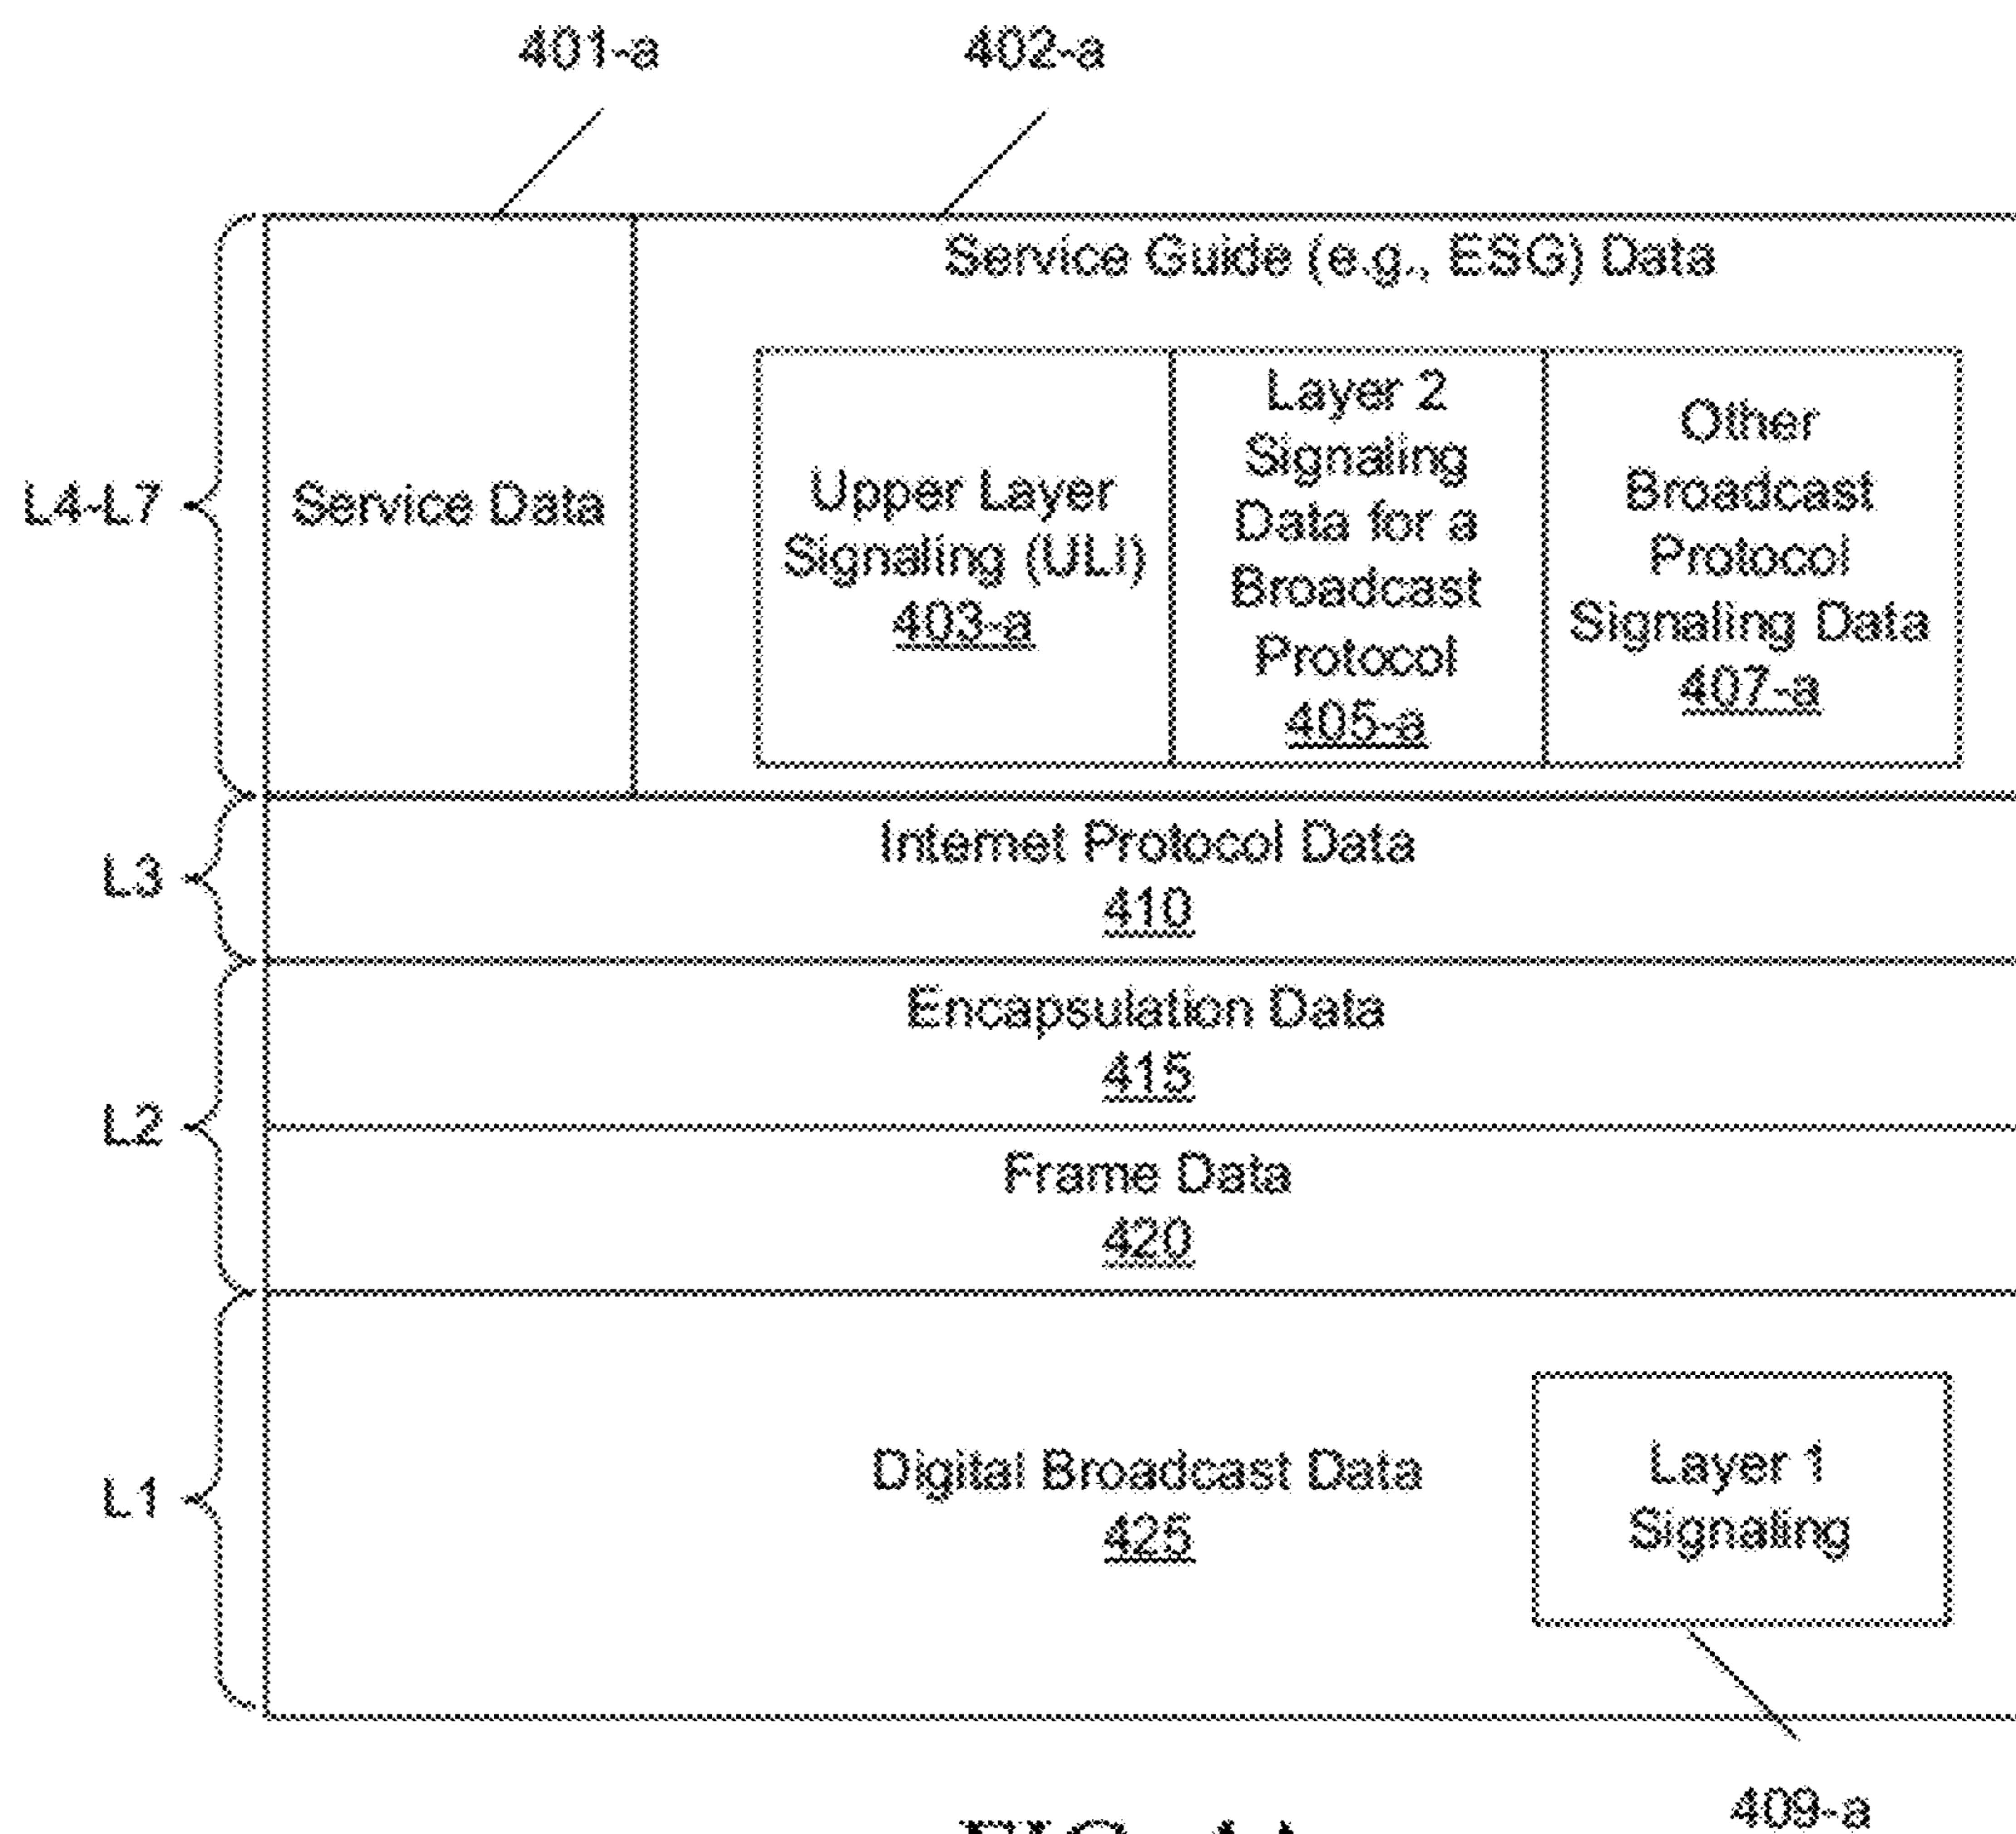 401-a
402-a
Service Guide (e.g., ESG) Data
L4-L7
Service Data
Upper Layer
Signaling (ULI)
403-a
Layer 2
Signaling
Data for a
Broadcast
Protocol
405-a
Other
Broadcast
Protocol
Signaling Data
407-a
L3
Internet Protocol Data
410
L2
Encapsulation Data
415
Frame Data
420
L1
Digital Broadcast Data
425
Layer 1
Signaling
409-a